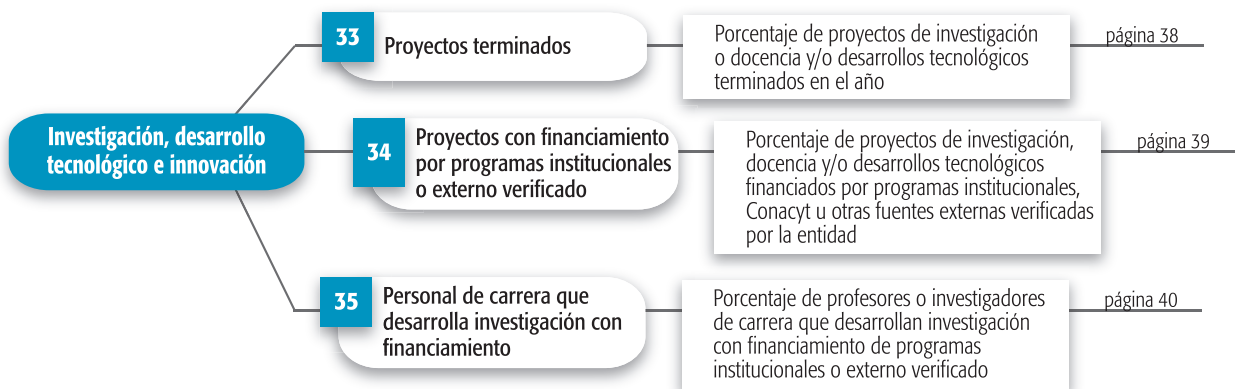 Investigación, desarrollo
tecnológico e innovación
33
Proyectos terminados
Porcentaje de proyectos de investigación
o docencia y/o desarrollos tecnológicos
terminados en el año
página 38
34
Proyectos con financiamiento
por programas institucionales
o externo verificado
Porcentaje de proyectos de investigación,
docencia y/o desarrollos tecnológicos
financiados por programas institucionales,
Conacyt u otras fuentes externas verificadas
por la entidad
página 39
35
Personal de carrera que
desarrolla investigación con
financiamiento
Porcentaje de profesores o investigadores
de carrera que desarrollan investigación
con financiamiento de programas
institucionales o externo verificado
página 40